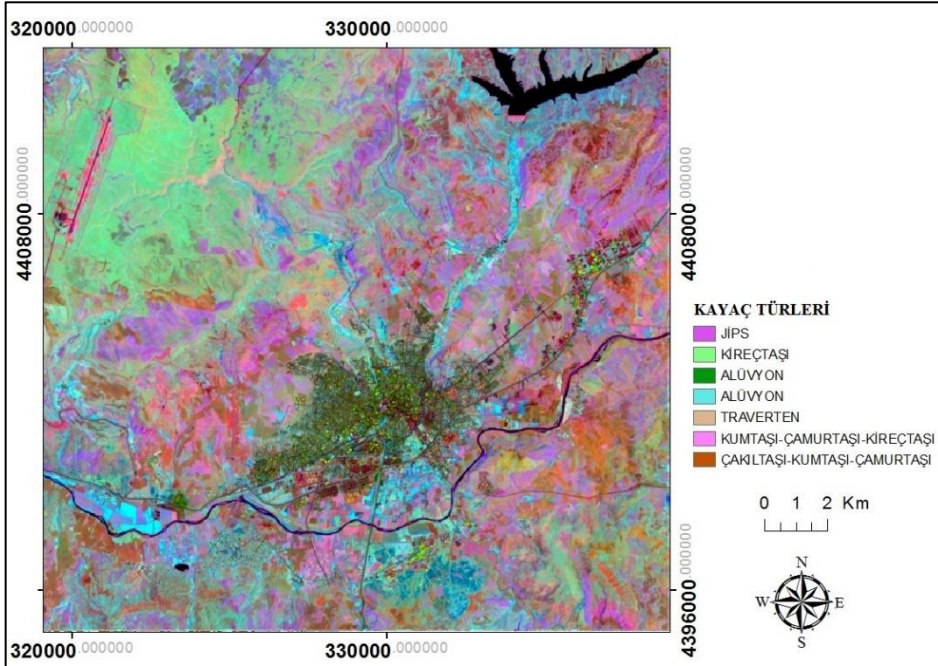 320000.000000 330000.000000
4408000.000000
4408000.000000
KAYAÇ TÜRLERİ
JİPS
KİREÇTAŞI
ALÜVYON
ALÜVYON
TRAVERTEN
KUMTAŞI-ÇAMURTAŞI-KİREÇTAŞI
ÇAKILTAŞI-KUMTAŞI-ÇAMURTAŞI
0 1 2 Km
N
W E
S
4396000.000000
320000.000000 330000.000000